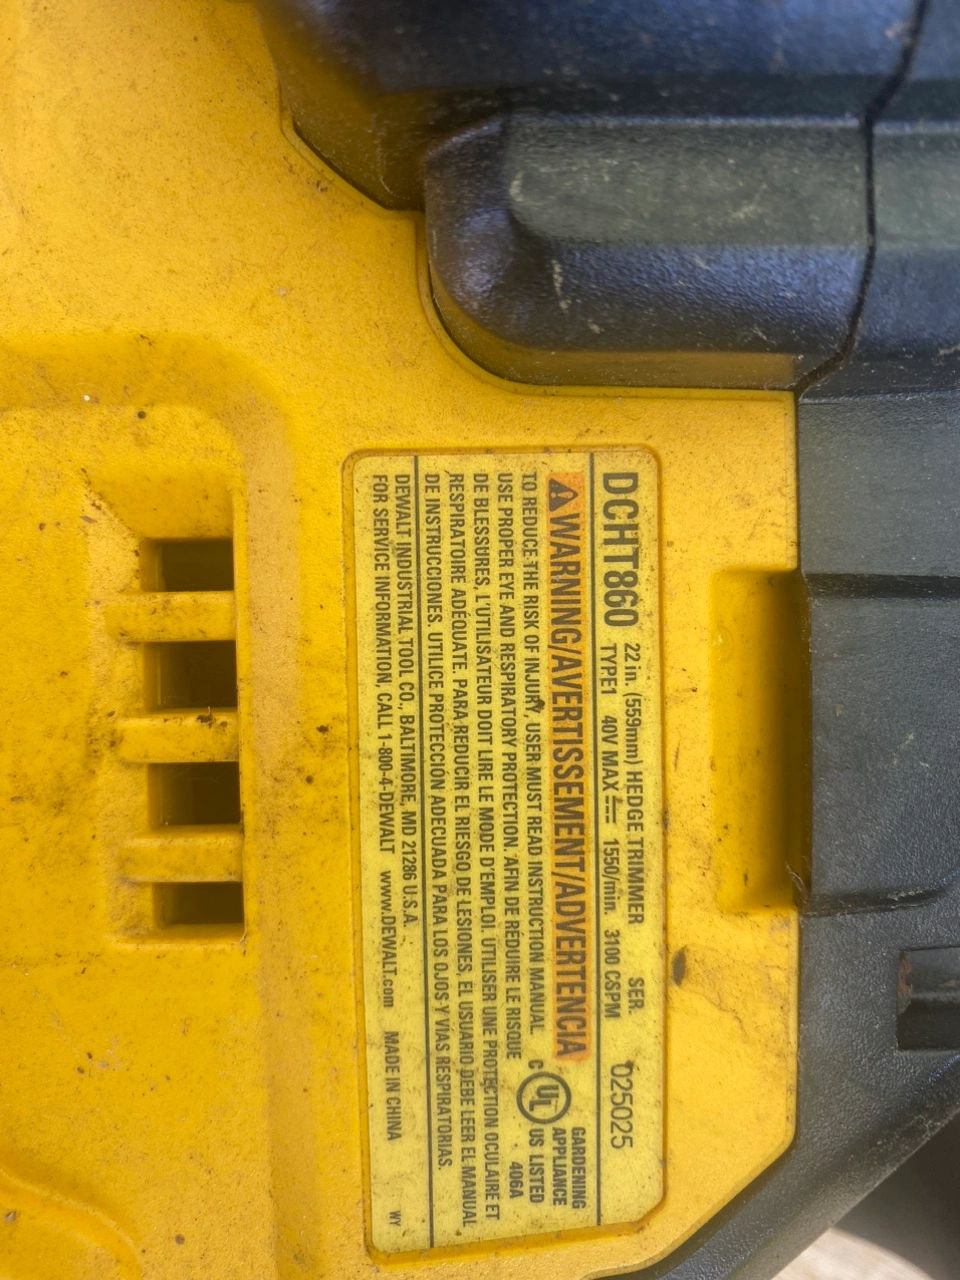 DCHT860 22 in. (559mm) HEDGE TRIMMER SER.
TYPE1 40V MAX 1550/min. 3100 CSPM 025025
⚠WARNING/AVERTISSEMENT/ADVERTENCIA
TO REDUCE THE RISK OF INJURY, USER MUST READ INSTRUCTION MANUAL
USE PROPER EYE AND RESPIRATORY PROTECTION. AFIN DE RÉDUIRE LE RISQUE
DE BLESSURES, L'UTILISATEUR DOIT LIRE LE MODE D'EMPLOI. UTILISER UNE PROTECTION OCULAIRE ET
RESPIRATOIRE ADÉQUATE. PARA REDUCIR EL RIESGO DE LESIONES, EL USUARIO DEBE LEER EL MANUAL
DE INSTRUCCIONES. UTILICE PROTECCIÓN ADECUADA PARA LOS OJOS Y VÍAS RESPIRATORIAS.
GARDENING
APPLIANCE
C UL US LISTED
406A
DEWALT INDUSTRIAL TOOL CO., BALTIMORE, MD 21286 U.S.A.
FOR SERVICE INFORMATION, CALL 1-800-4-DEWALT www.DEWALT.com MADE IN CHINA WY